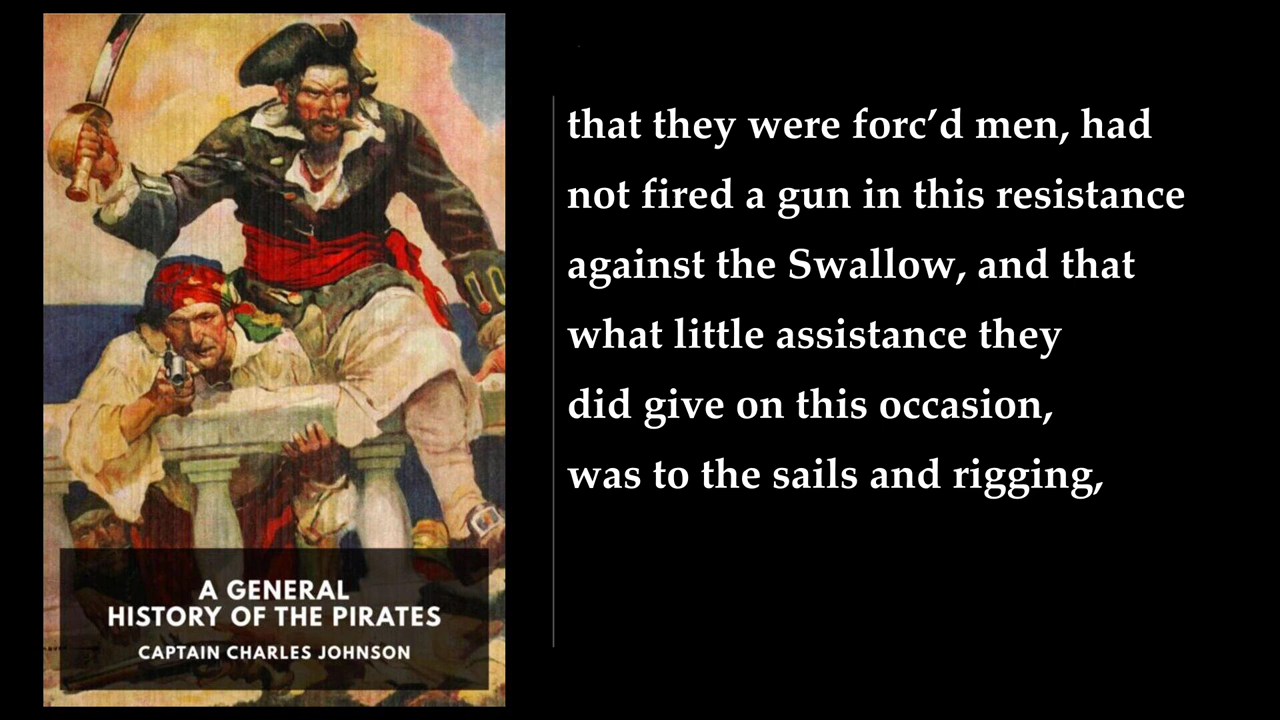 that they were forc’d men, had
not fired a gun in this resistance
against the Swallow, and that
what little assistance they
did give on this occasion,
was to the sails and rigging,
A GENERAL
HISTORY OF THE PIRATES
CAPTAIN CHARLES JOHNSON